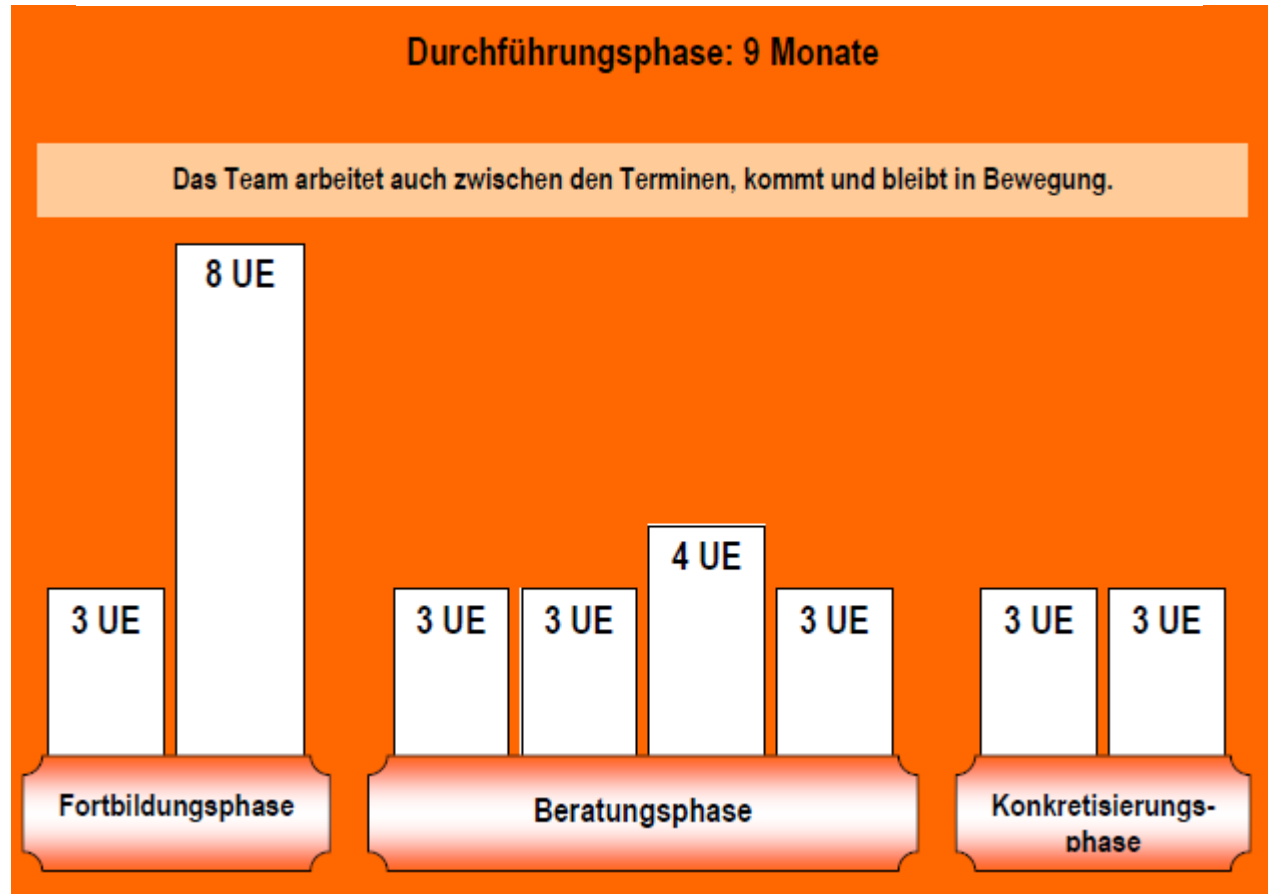 Durchführungsphase: 9 Monate
Das Team arbeitet auch zwischen den Terminen, kommt und bleibt in Bewegung.
8 UE
4 UE
3 UE
3 UE
3 UE
3 UE
3 UE
3 UE
Fortbildungsphase
Beratungsphase
Konkretisierungs-
phase